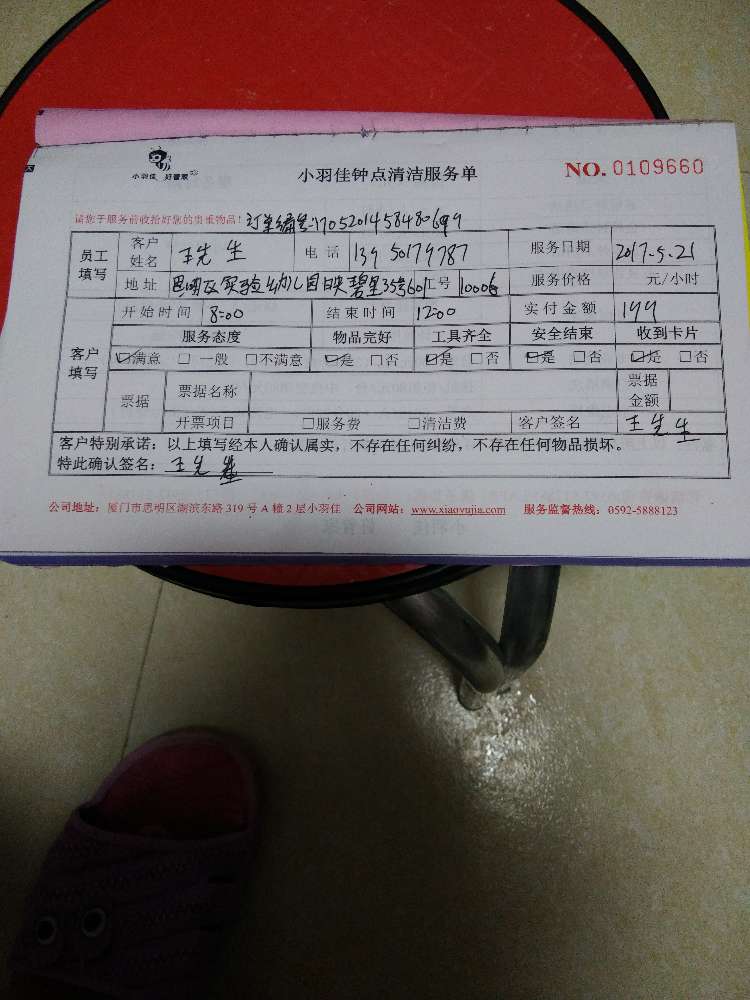 小羽佳 好管家
小羽佳钟点清洁服务单
NO. 0109660
请您于服务前收拾好您的贵重物品! 订单编号:
员工填写 客户姓名 王先生 电话 139 50179787 服务日期 2017.5.21
地址 思明区实验幼儿园映碧里35号601 工号 10006 服务价格 元/小时
客户填写 开始时间 8:00 结束时间 12:00 实付金额 199
服务态度 物品完好 工具齐全 安全结束 收到卡片
☑满意 □一般 □不满意 ☑是 □否 ☑是 □否 ☑是 □否 ☑是 □否
票据 票据名称 票据金额
开票项目 □服务费 □清洁费 客户签名 王先生
客户特别承诺：以上填写经本人确认属实，不存在任何纠纷，不存在任何物品损坏。
特此确认签名：王先生
公司地址：厦门市思明区湖滨东路 319 号 A 幢 2 层小羽佳 公司网站：www.xiaoyujia.com 服务监督热线：0592-5888123